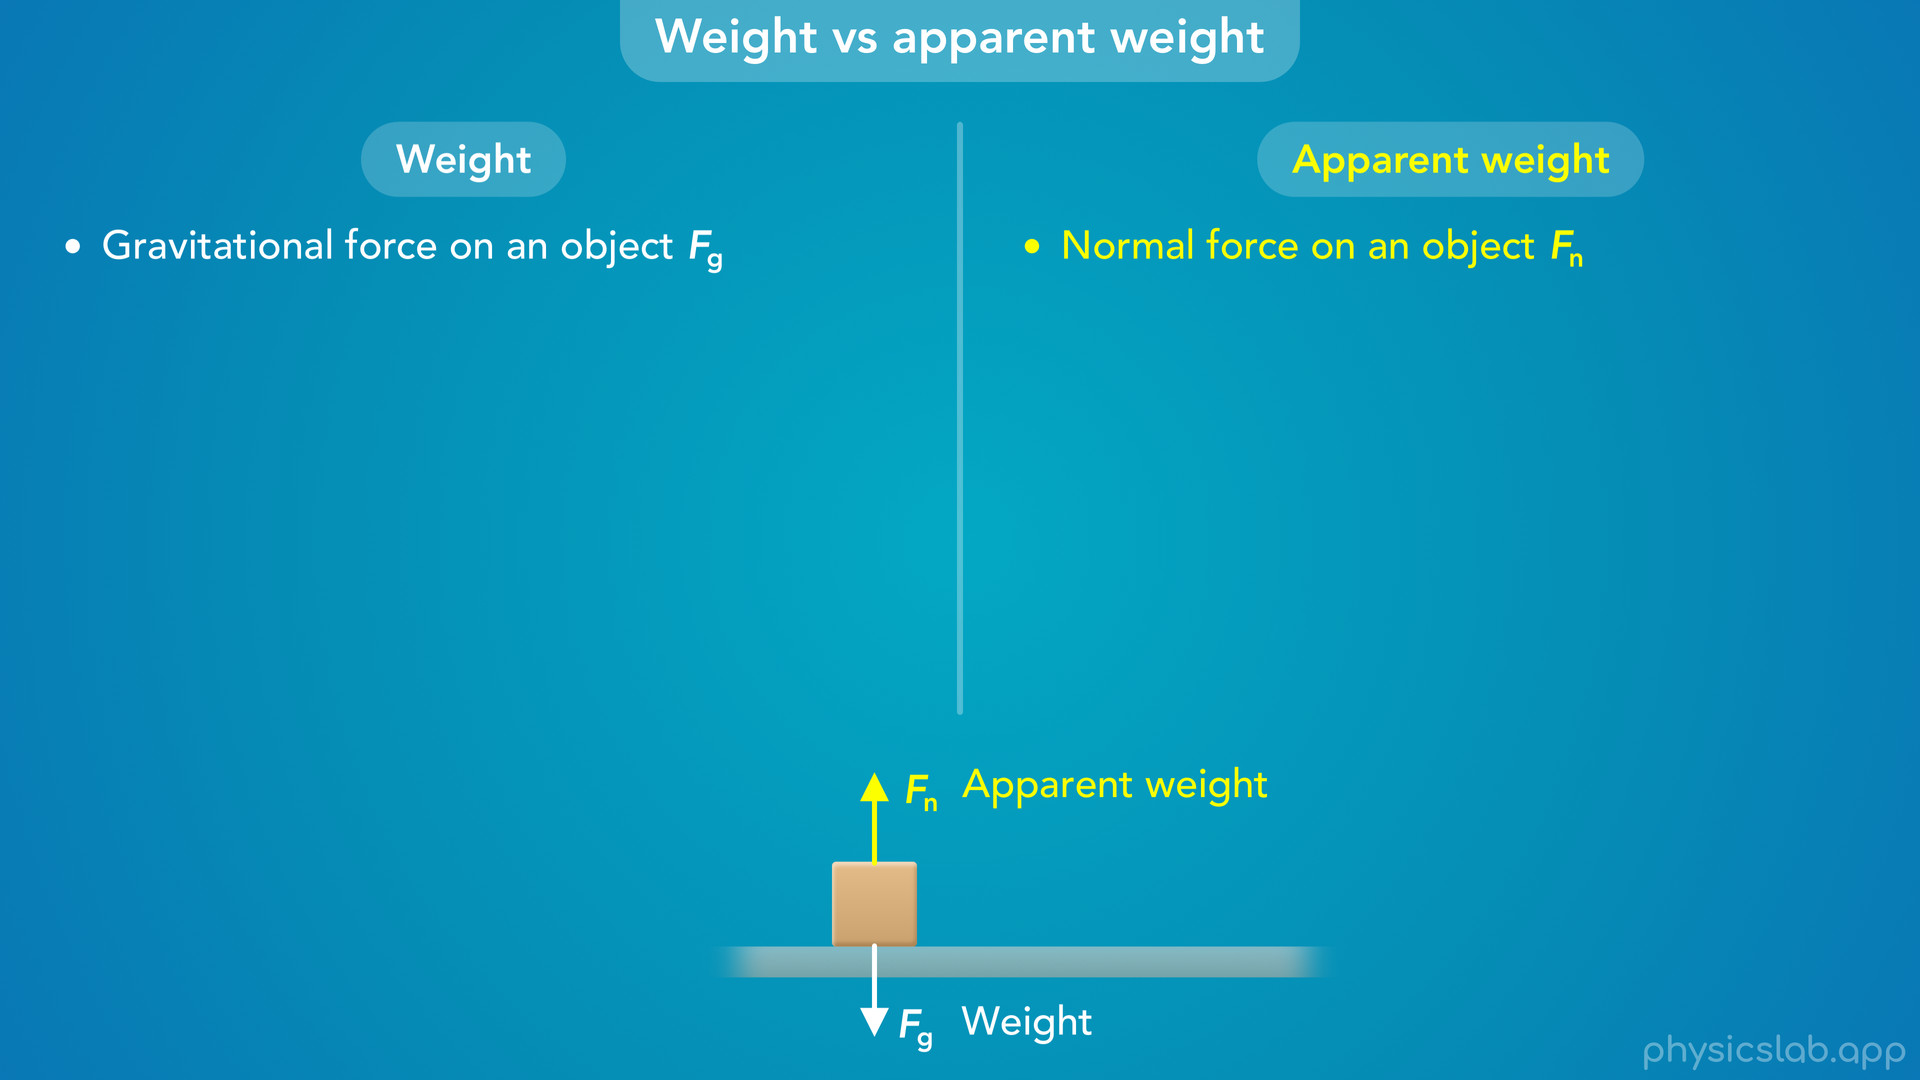 Weight vs apparent weight
Weight
• Gravitational force on an object Fg
Apparent weight
• Normal force on an object Fn
Fn Apparent weight
Fg Weight
physicslab.app